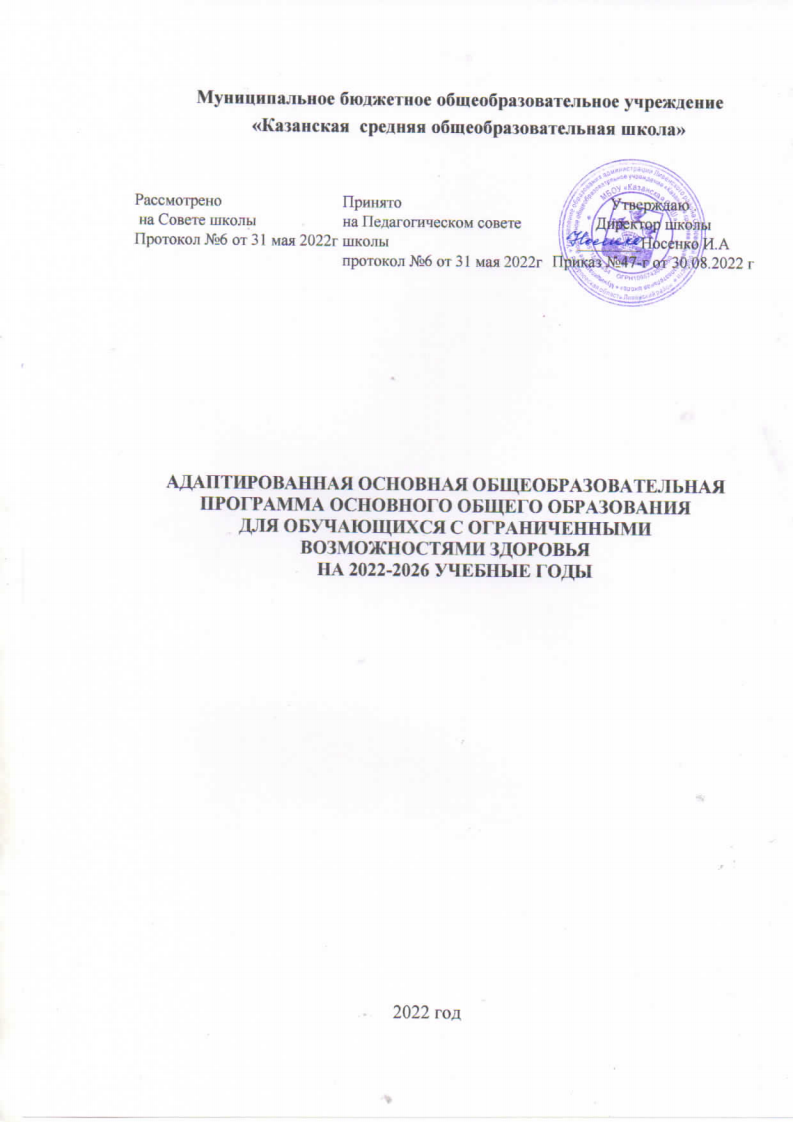 Муниципальное бюджетное общеобразовательное учреждение
«Казанская средняя общеобразовательная школа»
Рассмотрено
на Совете школы
Протокол №6 от 31 мая 2022г
Принято
на Педагогическом совете
школы
протокол №6 от 31 мая 2022г
Утверждаю
Директор школы
Носенко Носенко И.А
Приказ №47-г от 30.08.2022 г
МБОУ «Казанская
АДАПТИРОВАННАЯ ОСНОВНАЯ ОБЩЕОБРАЗОВАТЕЛЬНАЯ
ПРОГРАММА ОСНОВНОГО ОБЩЕГО ОБРАЗОВАНИЯ
ДЛЯ ОБУЧАЮЩИХСЯ С ОГРАНИЧЕННЫМИ
ВОЗМОЖНОСТЯМИ ЗДОРОВЬЯ
НА 2022-2026 УЧЕБНЫЕ ГОДЫ
2022 год